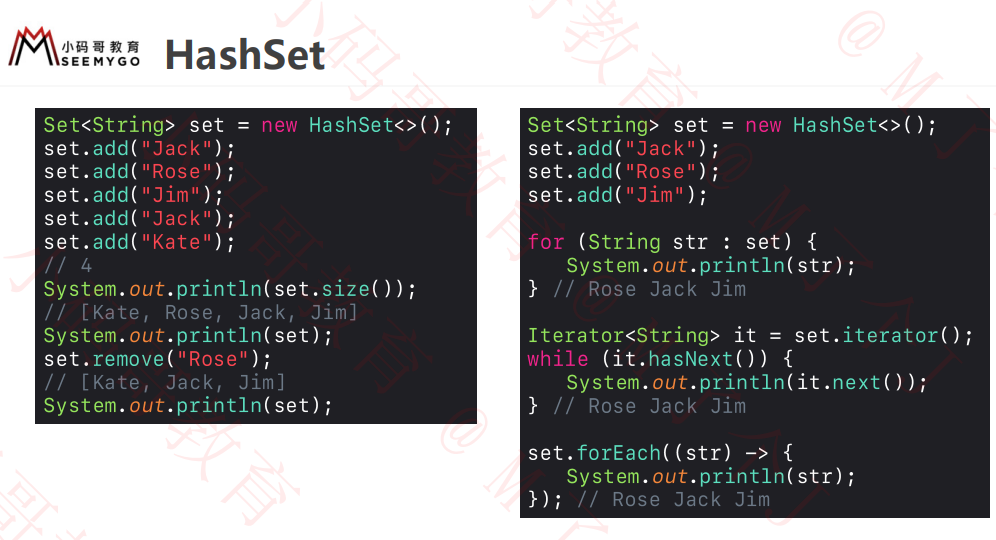 小码哥教育
SEEMYGO
HashSet
Set<String> set = new HashSet<>();
set.add("Jack");
set.add("Rose");
set.add("Jim");
set.add("Jack");
set.add("Kate");
// 4
System.out.println(set.size());
// [Kate, Rose, Jack, Jim]
System.out.println(set);
set.remove("Rose");
// [Kate, Jack, Jim]
System.out.println(set);
Set<String> set = new HashSet<>();
set.add("Jack");
set.add("Rose");
set.add("Jim");
for (String str : set) {
System.out.println(str);
} // Rose Jack Jim
Iterator<String> it = set.iterator();
while (it.hasNext()) {
System.out.println(it.next());
} // Rose Jack Jim
set.forEach((str) -> {
System.out.println(str);
}); // Rose Jack Jim